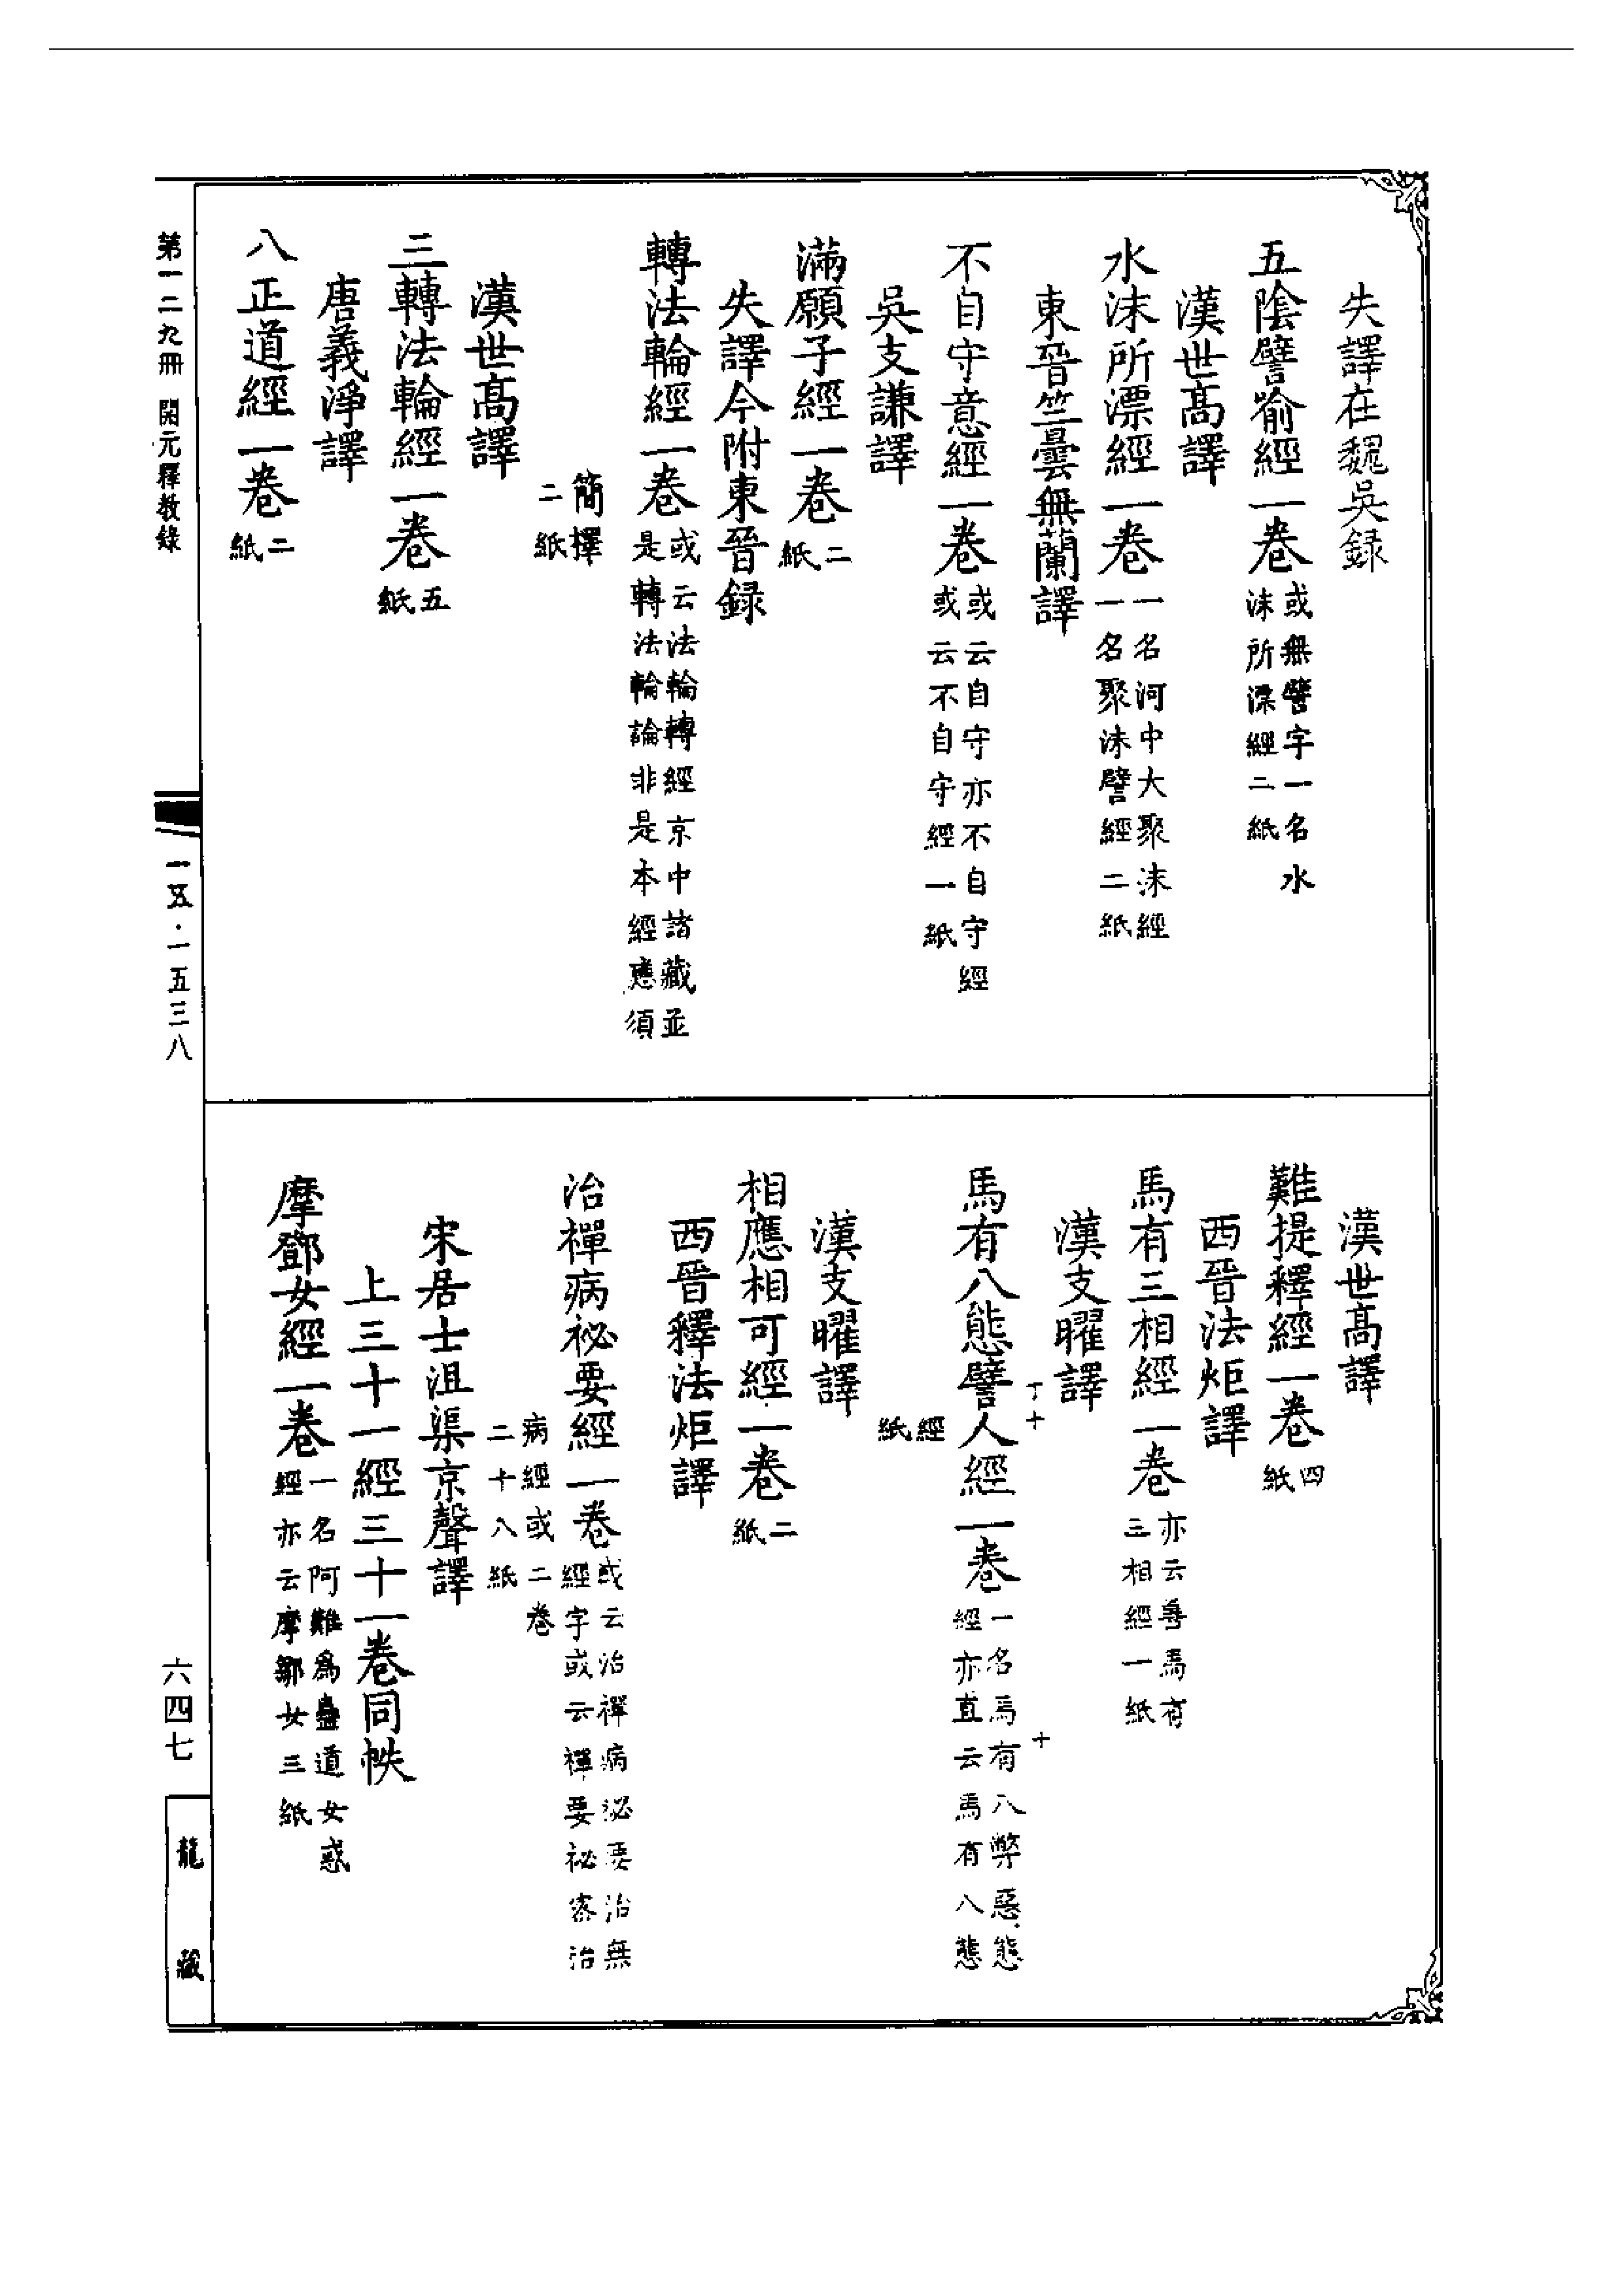 失譯在魏吳録
五陰譬喻經一卷
或無譬字一名水
沫所漂經二紙
漢世高譯
水沫所漂經一卷
一名河中大聚沫經
一名聚沫譬經二紙
東晉竺曇無蘭譯
不自守意經一卷
或云自守亦不自守經
或云不自守經一紙
吳支謙譯
滿願子經一卷
二
紙
失譯今附東晉録
轉法輪經一卷
或云法輪轉經京中諸藏並
是轉法輪論非是本經應須
簡擇
二紙
漢世高譯
三轉法輪經一卷
五
紙
唐義淨譯
八正道經一卷
二
紙
漢世高譯
難提釋經一卷
四
紙
西晉法炬譯
馬有三相經一卷
亦云善馬有
三相經一紙
漢支曜譯
丁十
十
馬有八態譬人經一卷
一名馬有八弊惡態
經亦直云馬有八態
經
紙
漢支曜譯
相應相可經一卷
二
紙
西晉釋法炬譯
治禪病祕要經一卷
或云治禪病祕要治無
經字或云禪要祕密治
病經或二卷
二十八紙
宋居士沮渠京聲譯
上三十一經三十一卷同帙
摩鄧女經一卷
一名阿難為蠱道女惑
經亦云摩鄒女三紙
第一二九冊 開元釋教錄
一五五·一五三八
六四七
龍藏